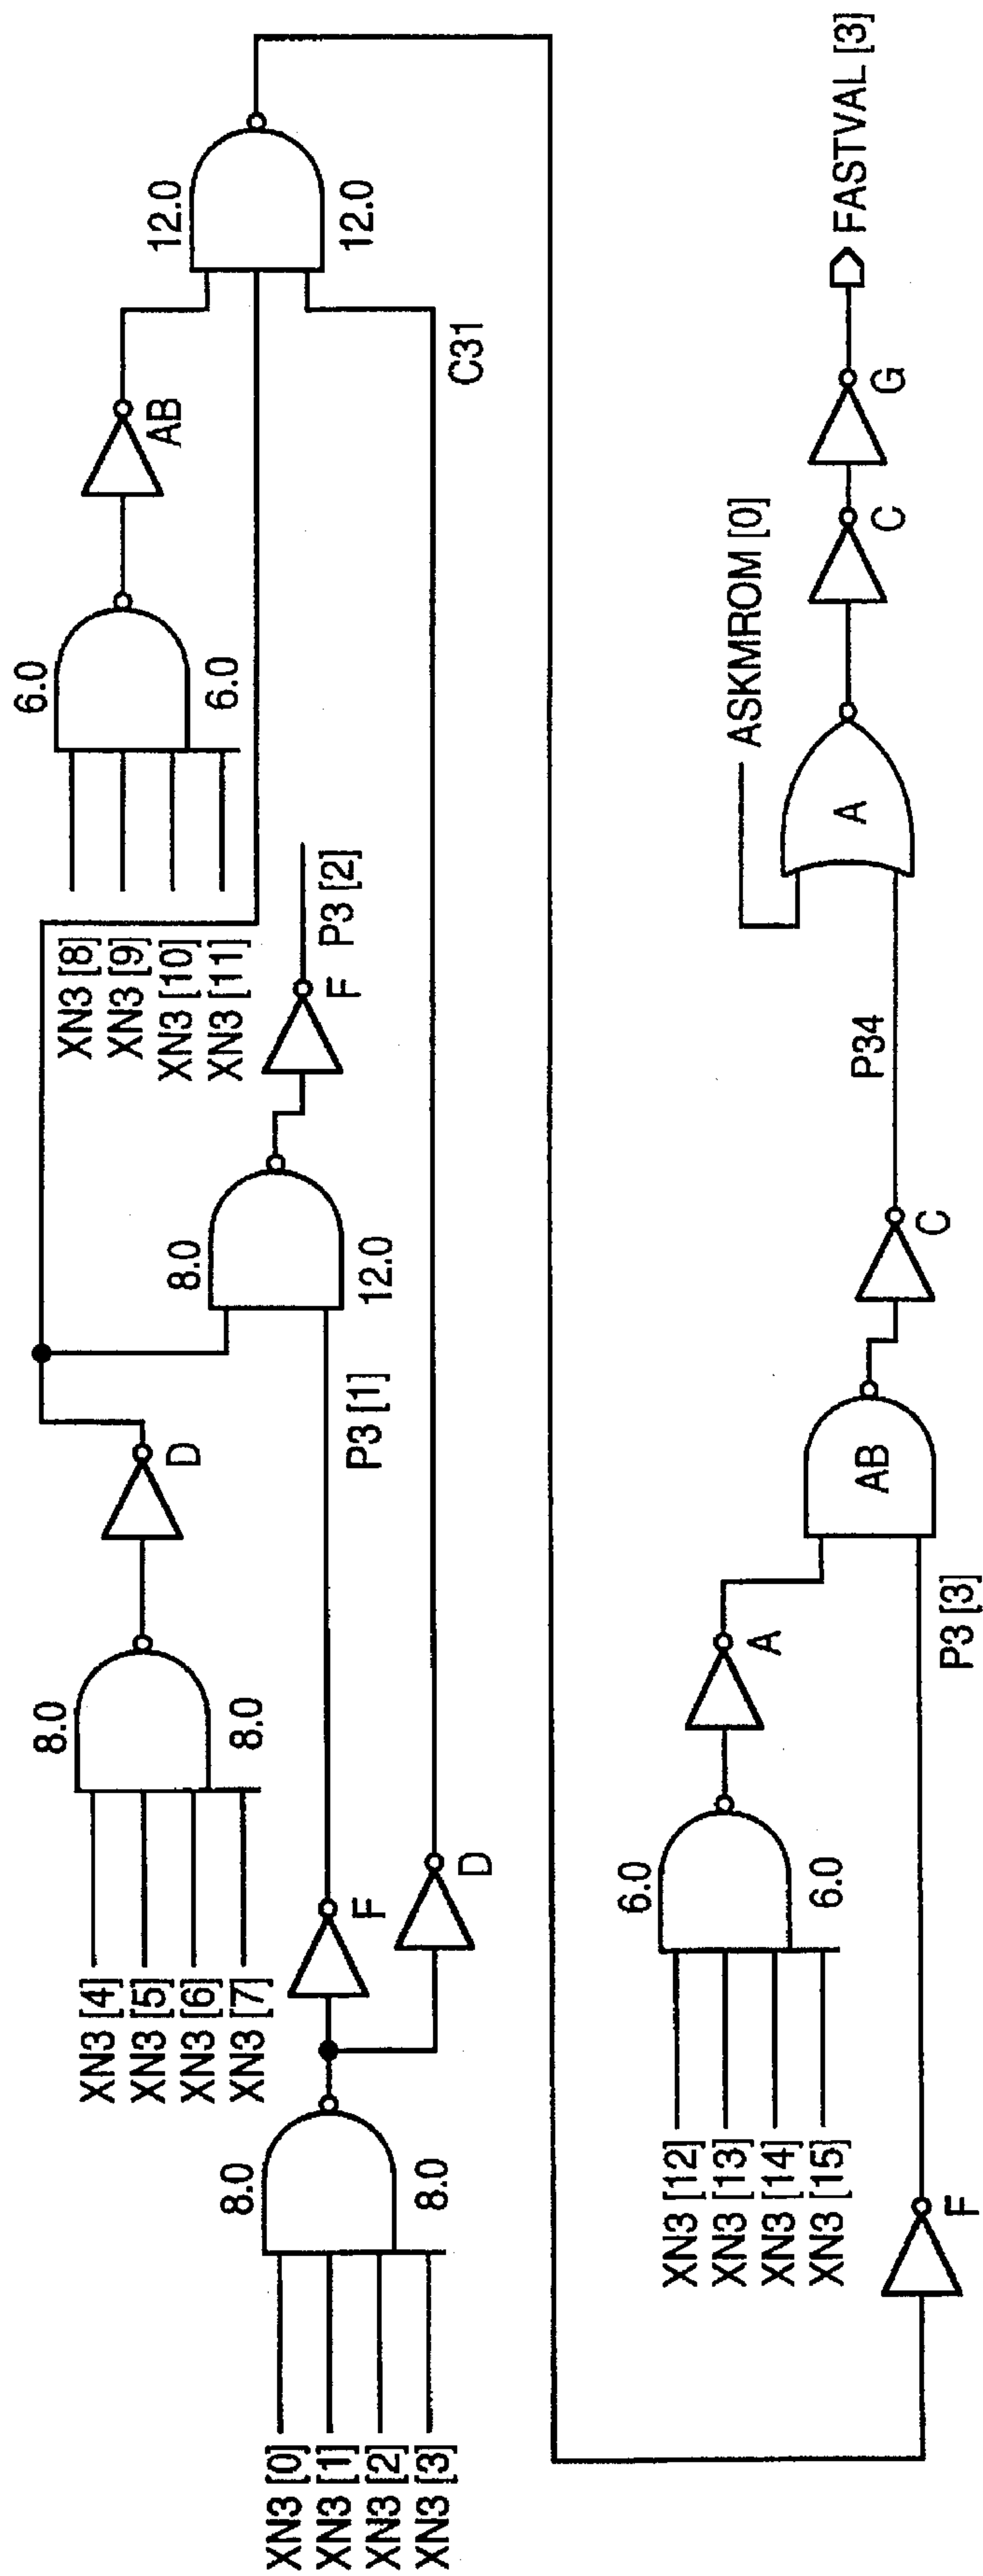 XN3 [0]
XN3 [1]
XN3 [2]
XN3 [3]
8.0
8.0
XN3 [4]
XN3 [5]
XN3 [6]
XN3 [7]
8.0
8.0
F
D
D
P3 [1]
8.0
12.0
F
P3 [2]
XN3 [8]
XN3 [9]
XN3 [10]
XN3 [11]
6.0
6.0
AB
C31
12.0
12.0
F
XN3 [12]
XN3 [13]
XN3 [14]
XN3 [15]
6.0
6.0
A
P3 [3]
AB
C
P34
ASKMROM [0]
A
C
G
FASTVAL [3]